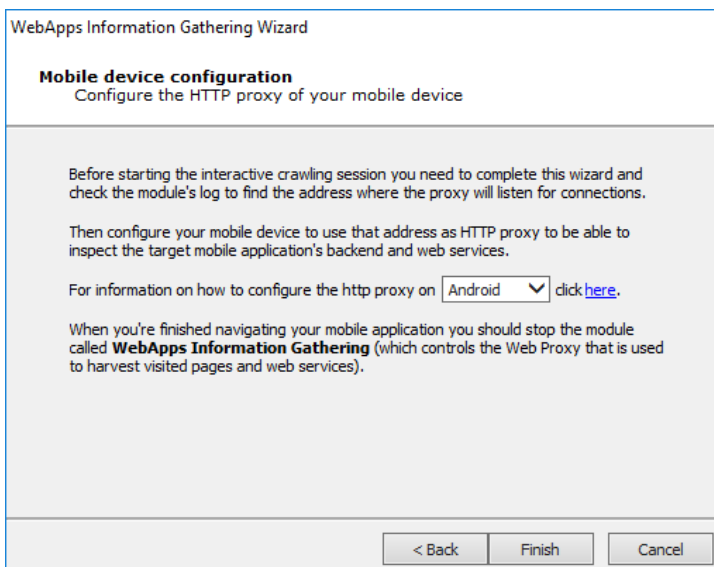 WebApps Information Gathering Wizard
Mobile device configuration
Configure the HTTP proxy of your mobile device
Before starting the interactive crawling session you need to complete this wizard and
check the module's log to find the address where the proxy will listen for connections.
Then configure your mobile device to use that address as HTTP proxy to be able to
inspect the target mobile application's backend and web services.
For information on how to configure the http proxy on Android click here.
When you're finished navigating your mobile application you should stop the module
called WebApps Information Gathering (which controls the Web Proxy that is used
to harvest visited pages and web services).
< Back Finish Cancel